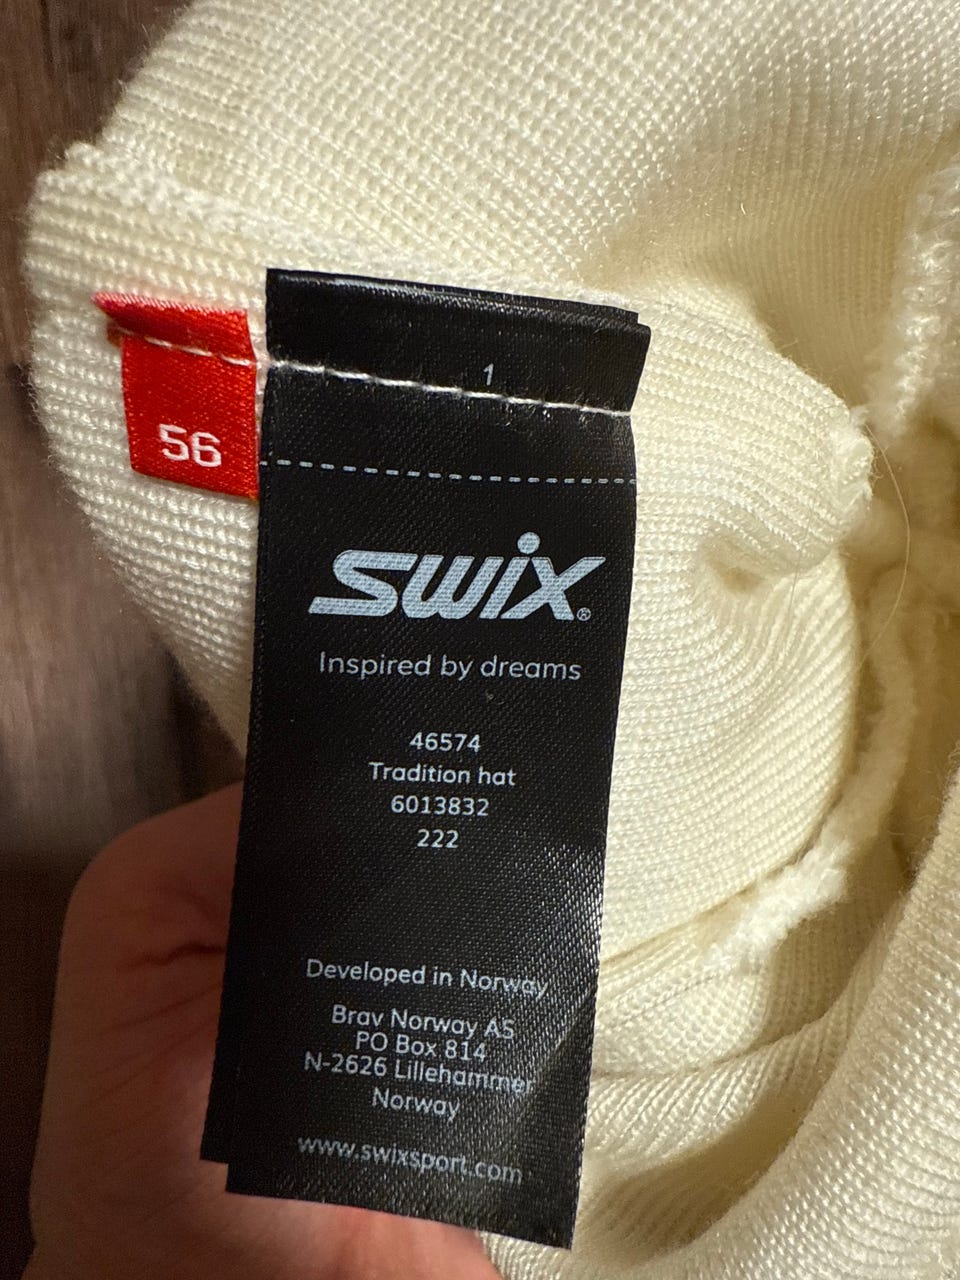 56
1
swix®
Inspired by dreams
46574
Tradition hat
6013832
222
Developed in Norway
Brav Norway AS
PO Box 814
N-2626 Lillehammer
Norway
www.swixsport.com